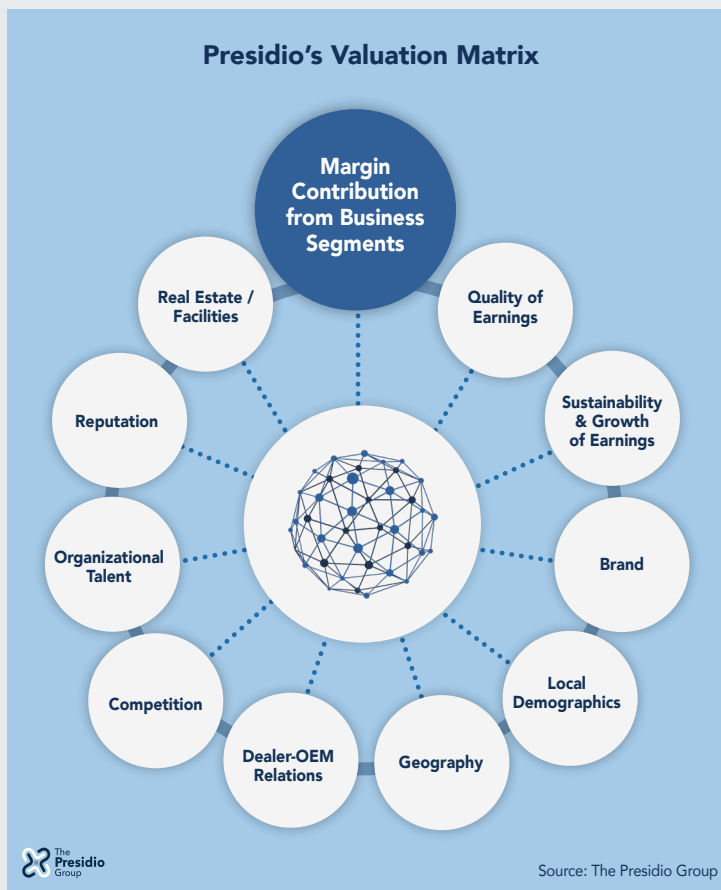 Presidio’s Valuation Matrix
Margin
Contribution
from Business
Segments
Quality of
Earnings
Sustainability
& Growth
of Earnings
Brand
Local
Demographics
Geography
Dealer-OEM
Relations
Competition
Organizational
Talent
Reputation
Real Estate /
Facilities
The
Presidio
Group
Source: The Presidio Group